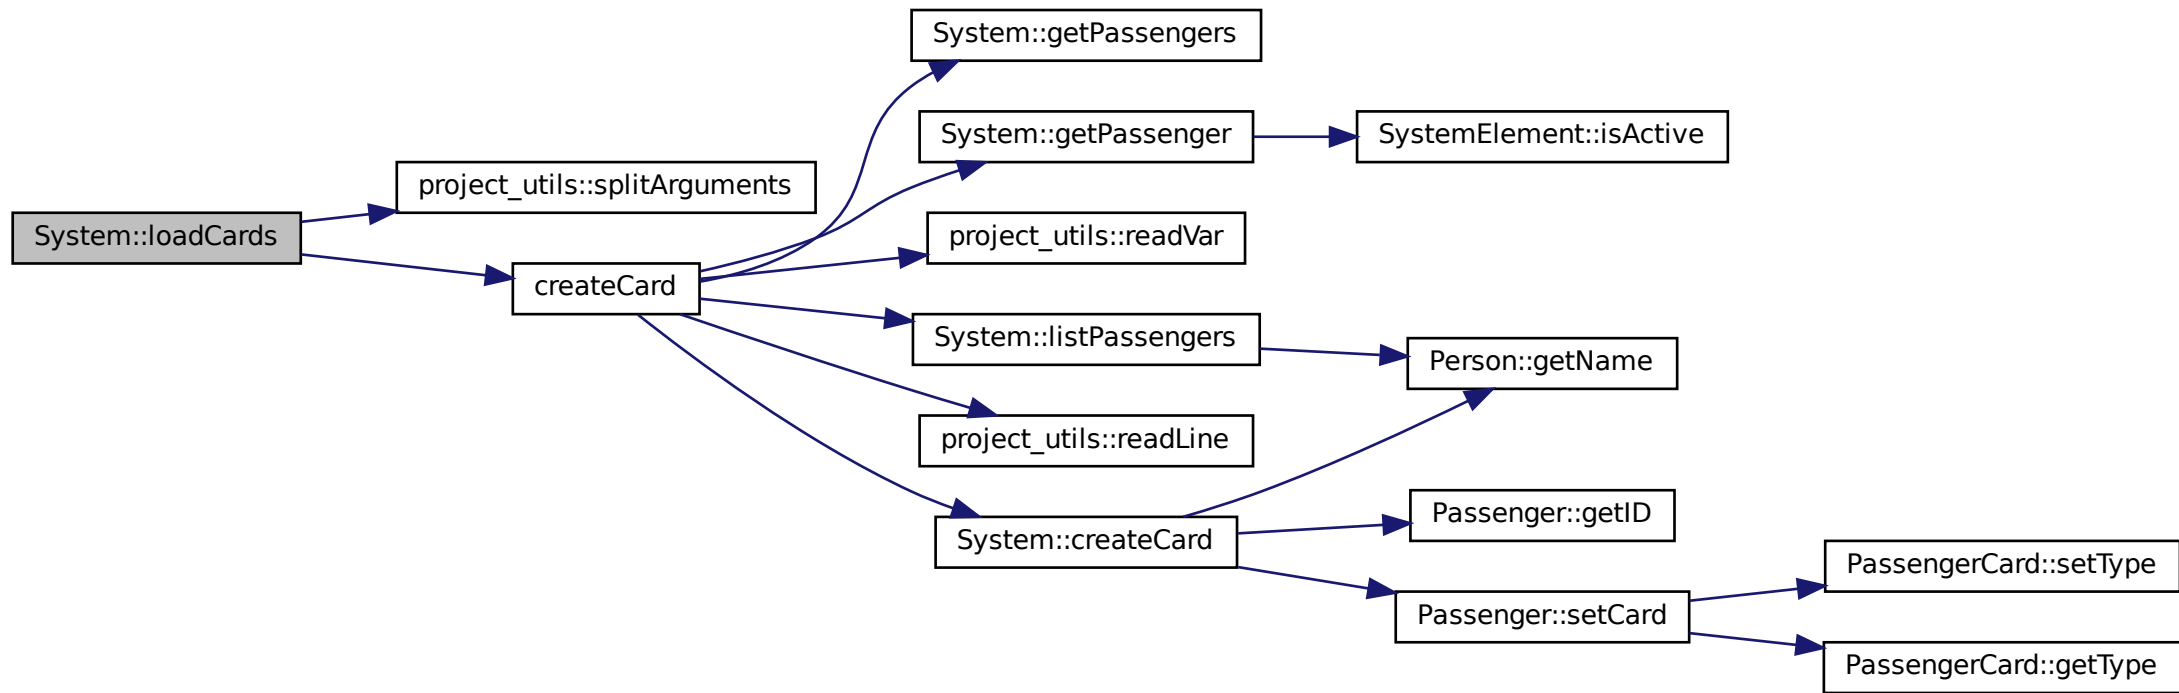 System::loadCards
project_utils::splitArguments
createCard
System::getPassengers
System::getPassenger
project_utils::readVar
System::listPassengers
project_utils::readLine
System::createCard
SystemElement::isActive
Person::getName
Passenger::getID
Passenger::setCard
PassengerCard::setType
PassengerCard::getType